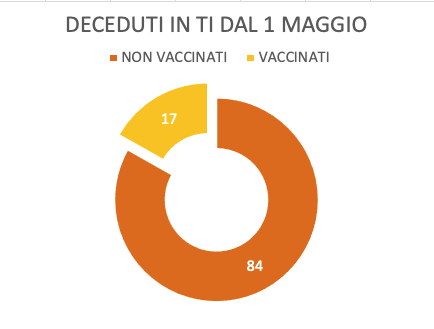 DECEDUTI IN TI DAL 1 MAGGIO
NON VACCINATI VACCINATI
17
84